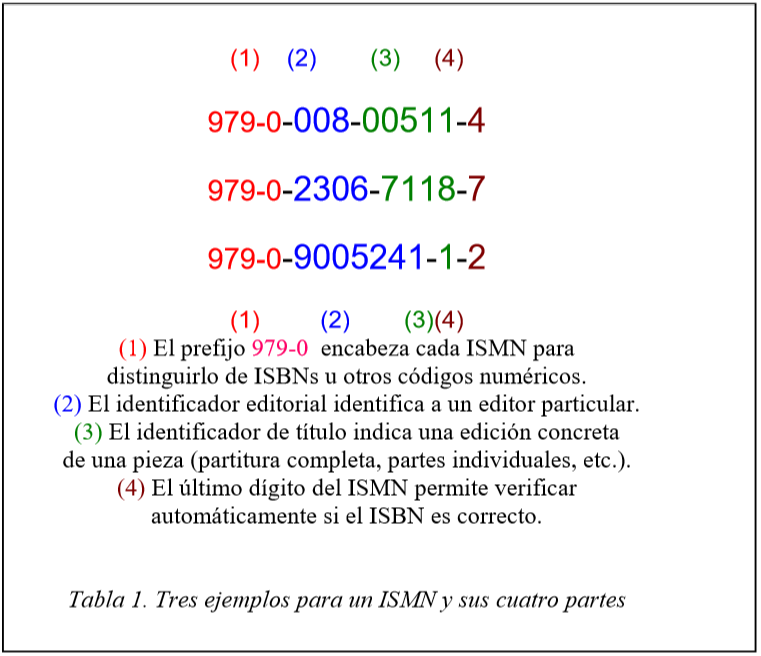 (1) (2) (3) (4)
979-0-008-00511-4
979-0-2306-7118-7
979-0-9005241-1-2
(1) (2) (3)(4)
(1) El prefijo 979-0 encabeza cada ISMN para
distinguirlo de ISBNs u otros códigos numéricos.
(2) El identificador editorial identifica a un editor particular.
(3) El identificador de título indica una edición concreta
de una pieza (partitura completa, partes individuales, etc.).
(4) El último dígito del ISMN permite verificar
automáticamente si el ISBN es correcto.
Tabla 1. Tres ejemplos para un ISMN y sus cuatro partes